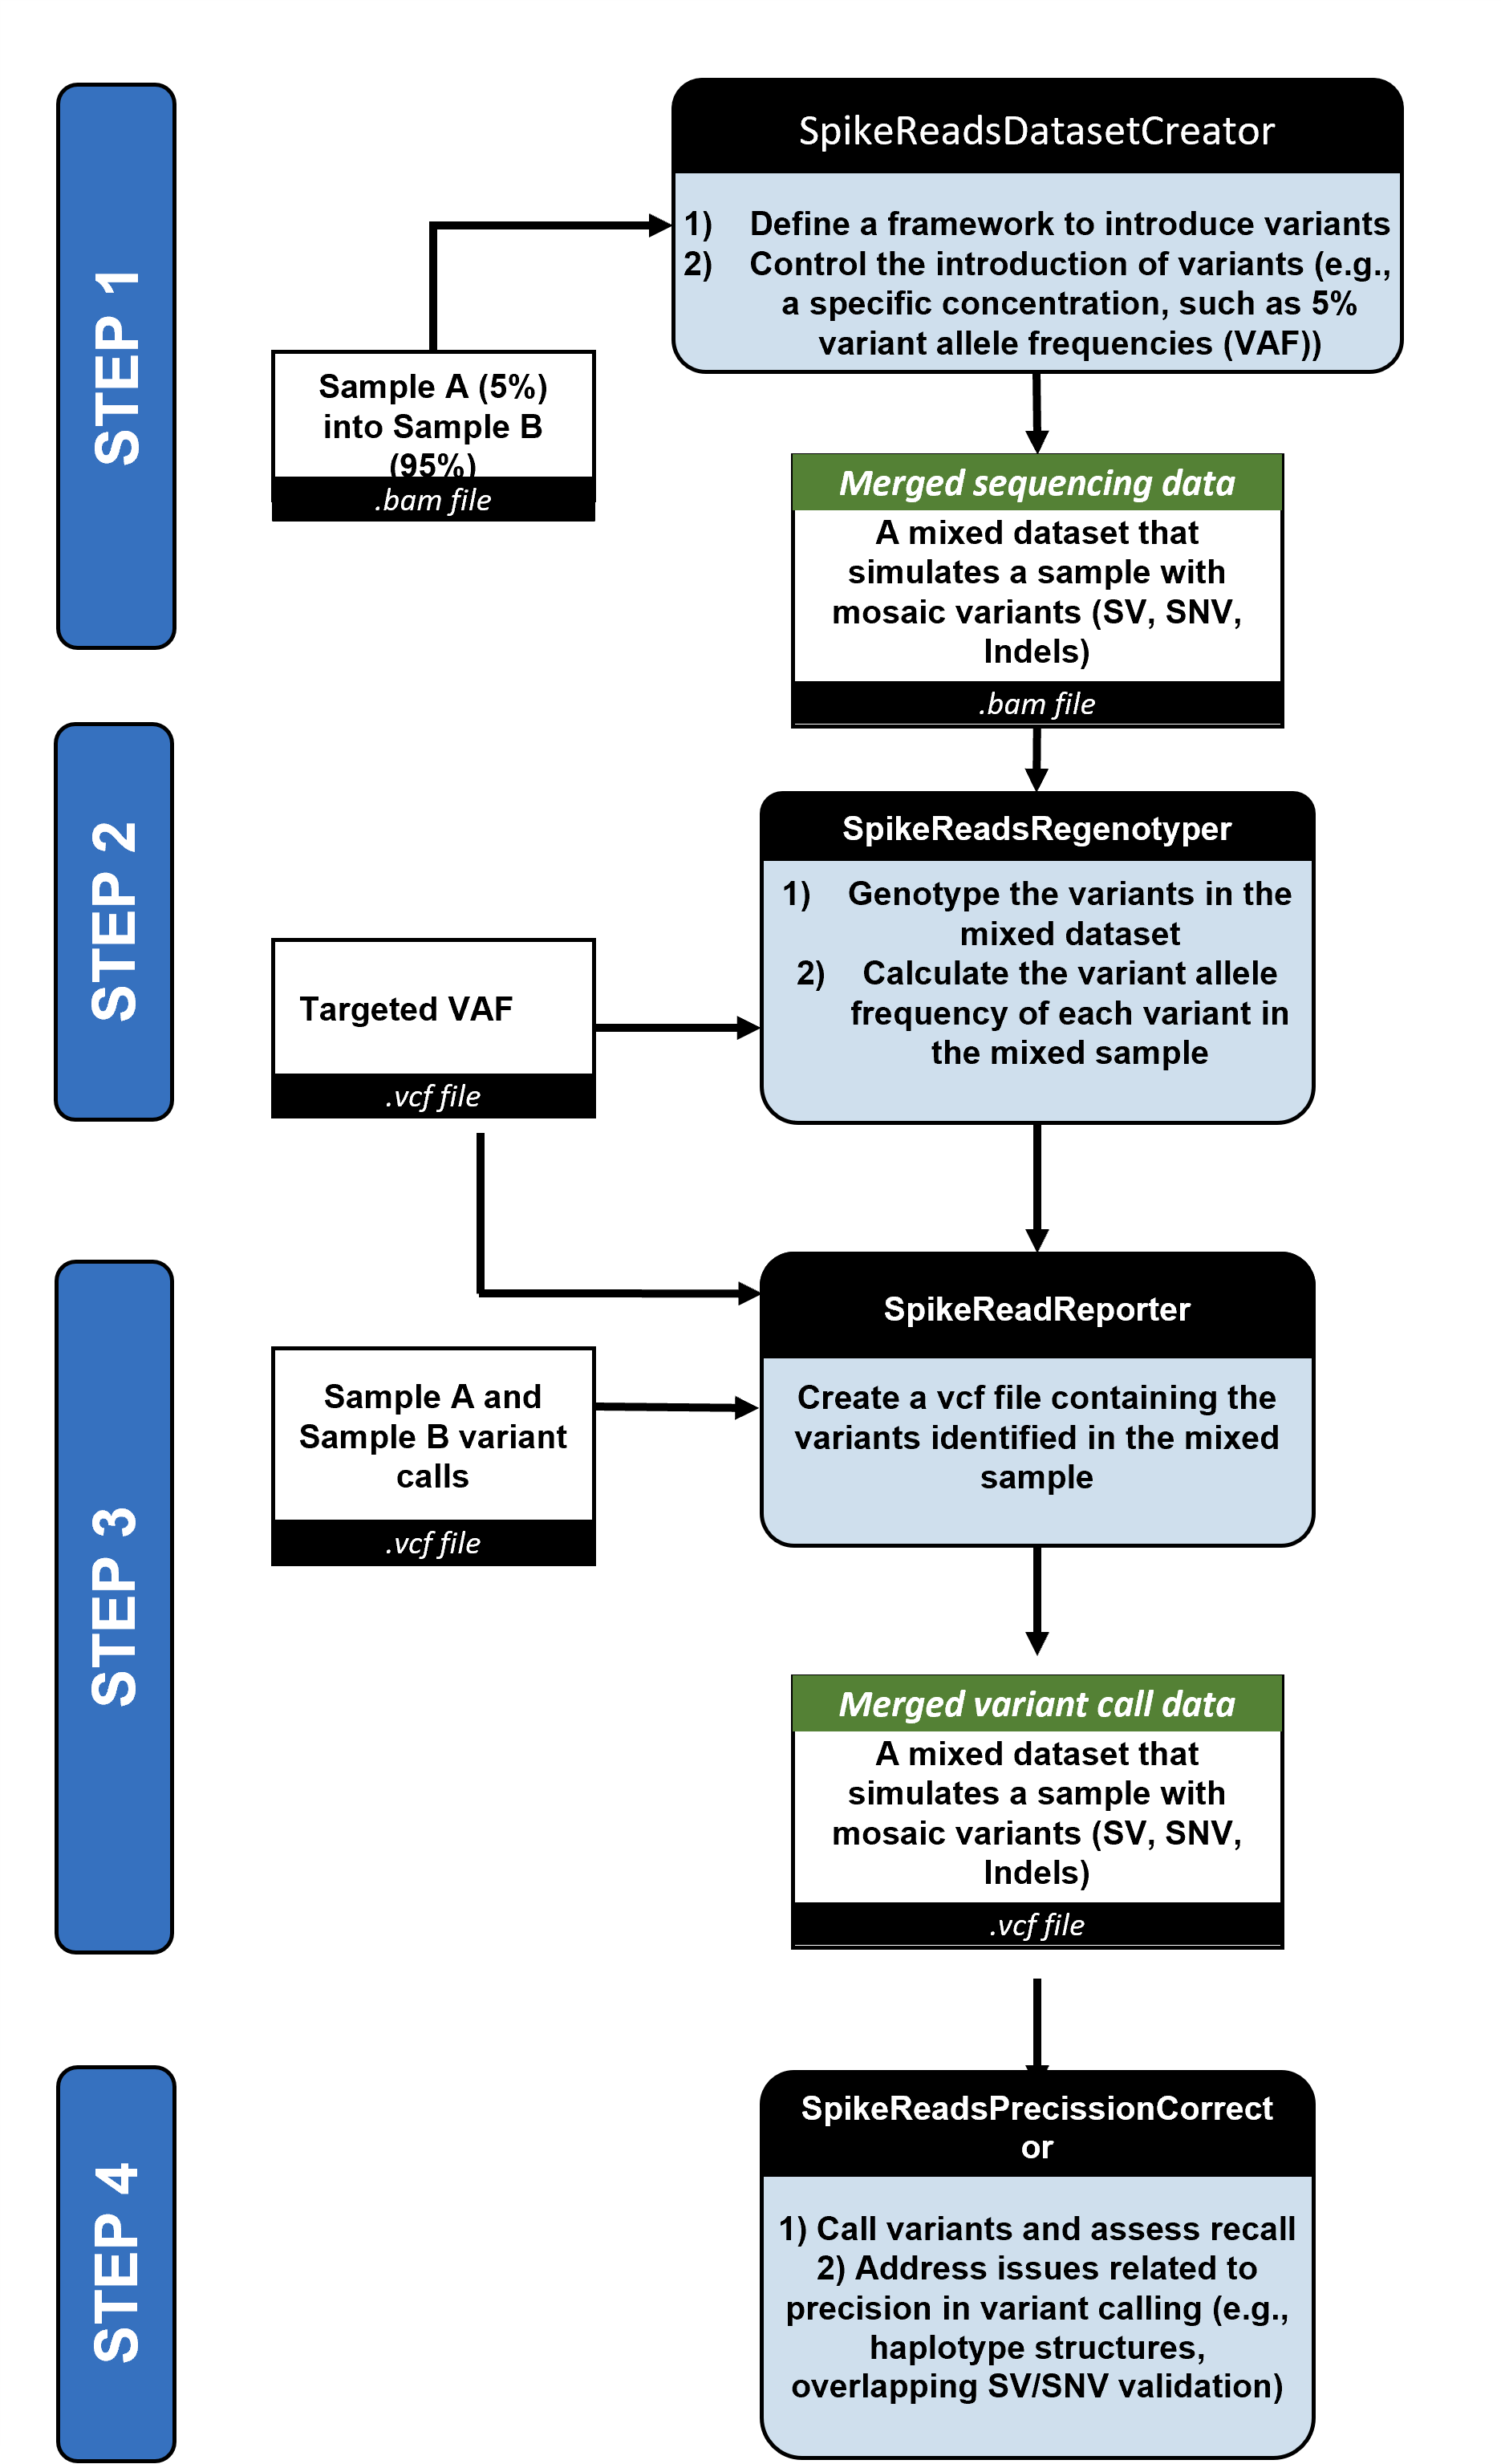 STEP 1
SpikeReadsDatasetCreator
1) Define a framework to introduce variants
2) Control the introduction of variants (e.g.,
a specific concentration, such as 5%
variant allele frequencies (VAF))
Sample A (5%)
into Sample B
(95%)
.bam file
Merged sequencing data
A mixed dataset that
simulates a sample with
mosaic variants (SV, SNV,
Indels)
.bam file
STEP 2
SpikeReadsRegenotyper
1) Genotype the variants in the
mixed dataset
2) Calculate the variant allele
frequency of each variant in
the mixed sample
Targeted VAF
.vcf file
STEP 3
SpikeReadReporter
Create a vcf file containing the
variants identified in the mixed
sample
Sample A and
Sample B variant
calls
.vcf file
Merged variant call data
A mixed dataset that
simulates a sample with
mosaic variants (SV, SNV,
Indels)
.vcf file
STEP 4
SpikeReadsPrecissionCorrect
or
1) Call variants and assess recall
2) Address issues related to
precision in variant calling (e.g.,
haplotype structures,
overlapping SV/SNV validation)